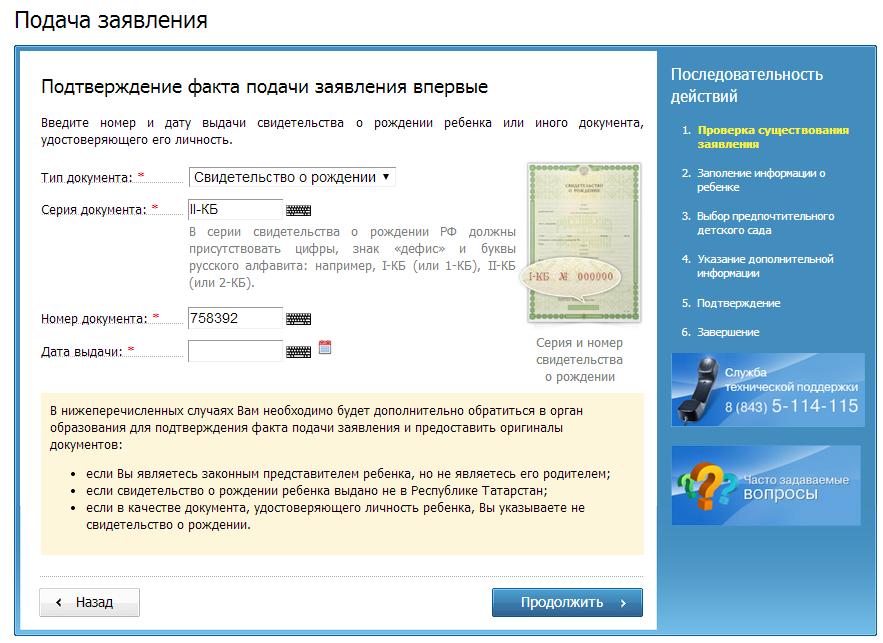 Подача заявления
Подтверждение факта подачи заявления впервые
Введите номер и дату выдачи свидетельства о рождении ребенка или иного документа,
удостоверяющего его личность.
Тип документа: *
Свидетельство о рождении
Серия документа: *
II-КБ
В серии свидетельства о рождении РФ должны
присутствовать цифры, знак «дефис» и буквы
русского алфавита: например, I-КБ (или 1-КБ), II-КБ
(или 2-КБ).
Номер документа: *
758392
Дата выдачи: *
СВИДЕТЕЛЬСТВО
О РОЖДЕНИИ
I-КБ № 000000
Серия и номер
свидетельства
о рождении
В нижеперечисленных случаях Вам необходимо будет дополнительно обратиться в орган
образования для подтверждения факта подачи заявления и предоставить оригиналы
документов:
• если Вы являетесь законным представителем ребенка, но не являетесь его родителем;
• если свидетельство о рождении ребенка выдано не в Республике Татарстан;
• если в качестве документа, удостоверяющего личность ребенка, Вы указываете не
свидетельство о рождении.
Назад
Продолжить
Последовательность
действий
1. Проверка существования
заявления
2. Заполение информации о
ребенке
3. Выбор предпочтительного
детского сада
4. Указание дополнительной
информации
5. Подтверждение
6. Завершение
Служба
технической поддержки
8 (843) 5-114-115
Часто задаваемые
вопросы